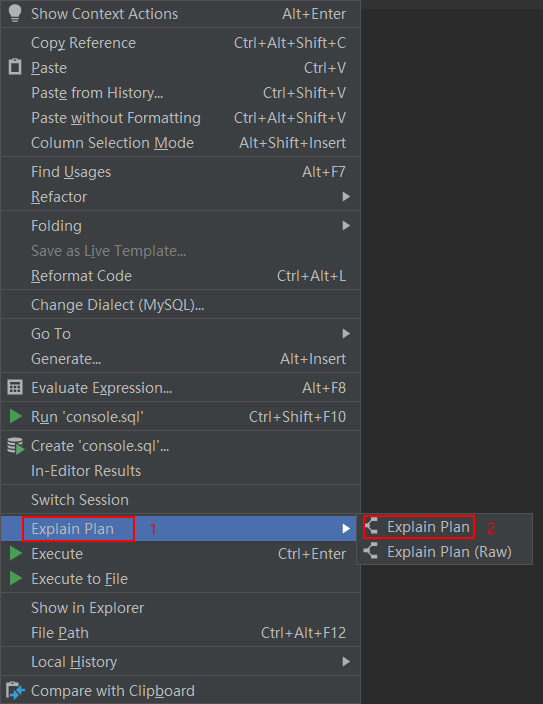 Show Context Actions Alt+Enter
Copy Reference Ctrl+Alt+Shift+C
Paste Ctrl+V
Paste from History... Ctrl+Shift+V
Paste without Formatting Ctrl+Alt+Shift+V
Column Selection Mode Alt+Shift+Insert
Find Usages Alt+F7
Refactor
Folding
Save as Live Template...
Reformat Code Ctrl+Alt+L
Change Dialect (MySQL)...
Go To
Generate... Alt+Insert
Evaluate Expression... Alt+F8
Run 'console.sql' Ctrl+Shift+F10
Create 'console.sql'...
In-Editor Results
Switch Session
Explain Plan 1 Explain Plan 2
Execute Ctrl+Enter Explain Plan (Raw)
Execute to File
Show in Explorer
File Path Ctrl+Alt+F12
Local History
Compare with Clipboard